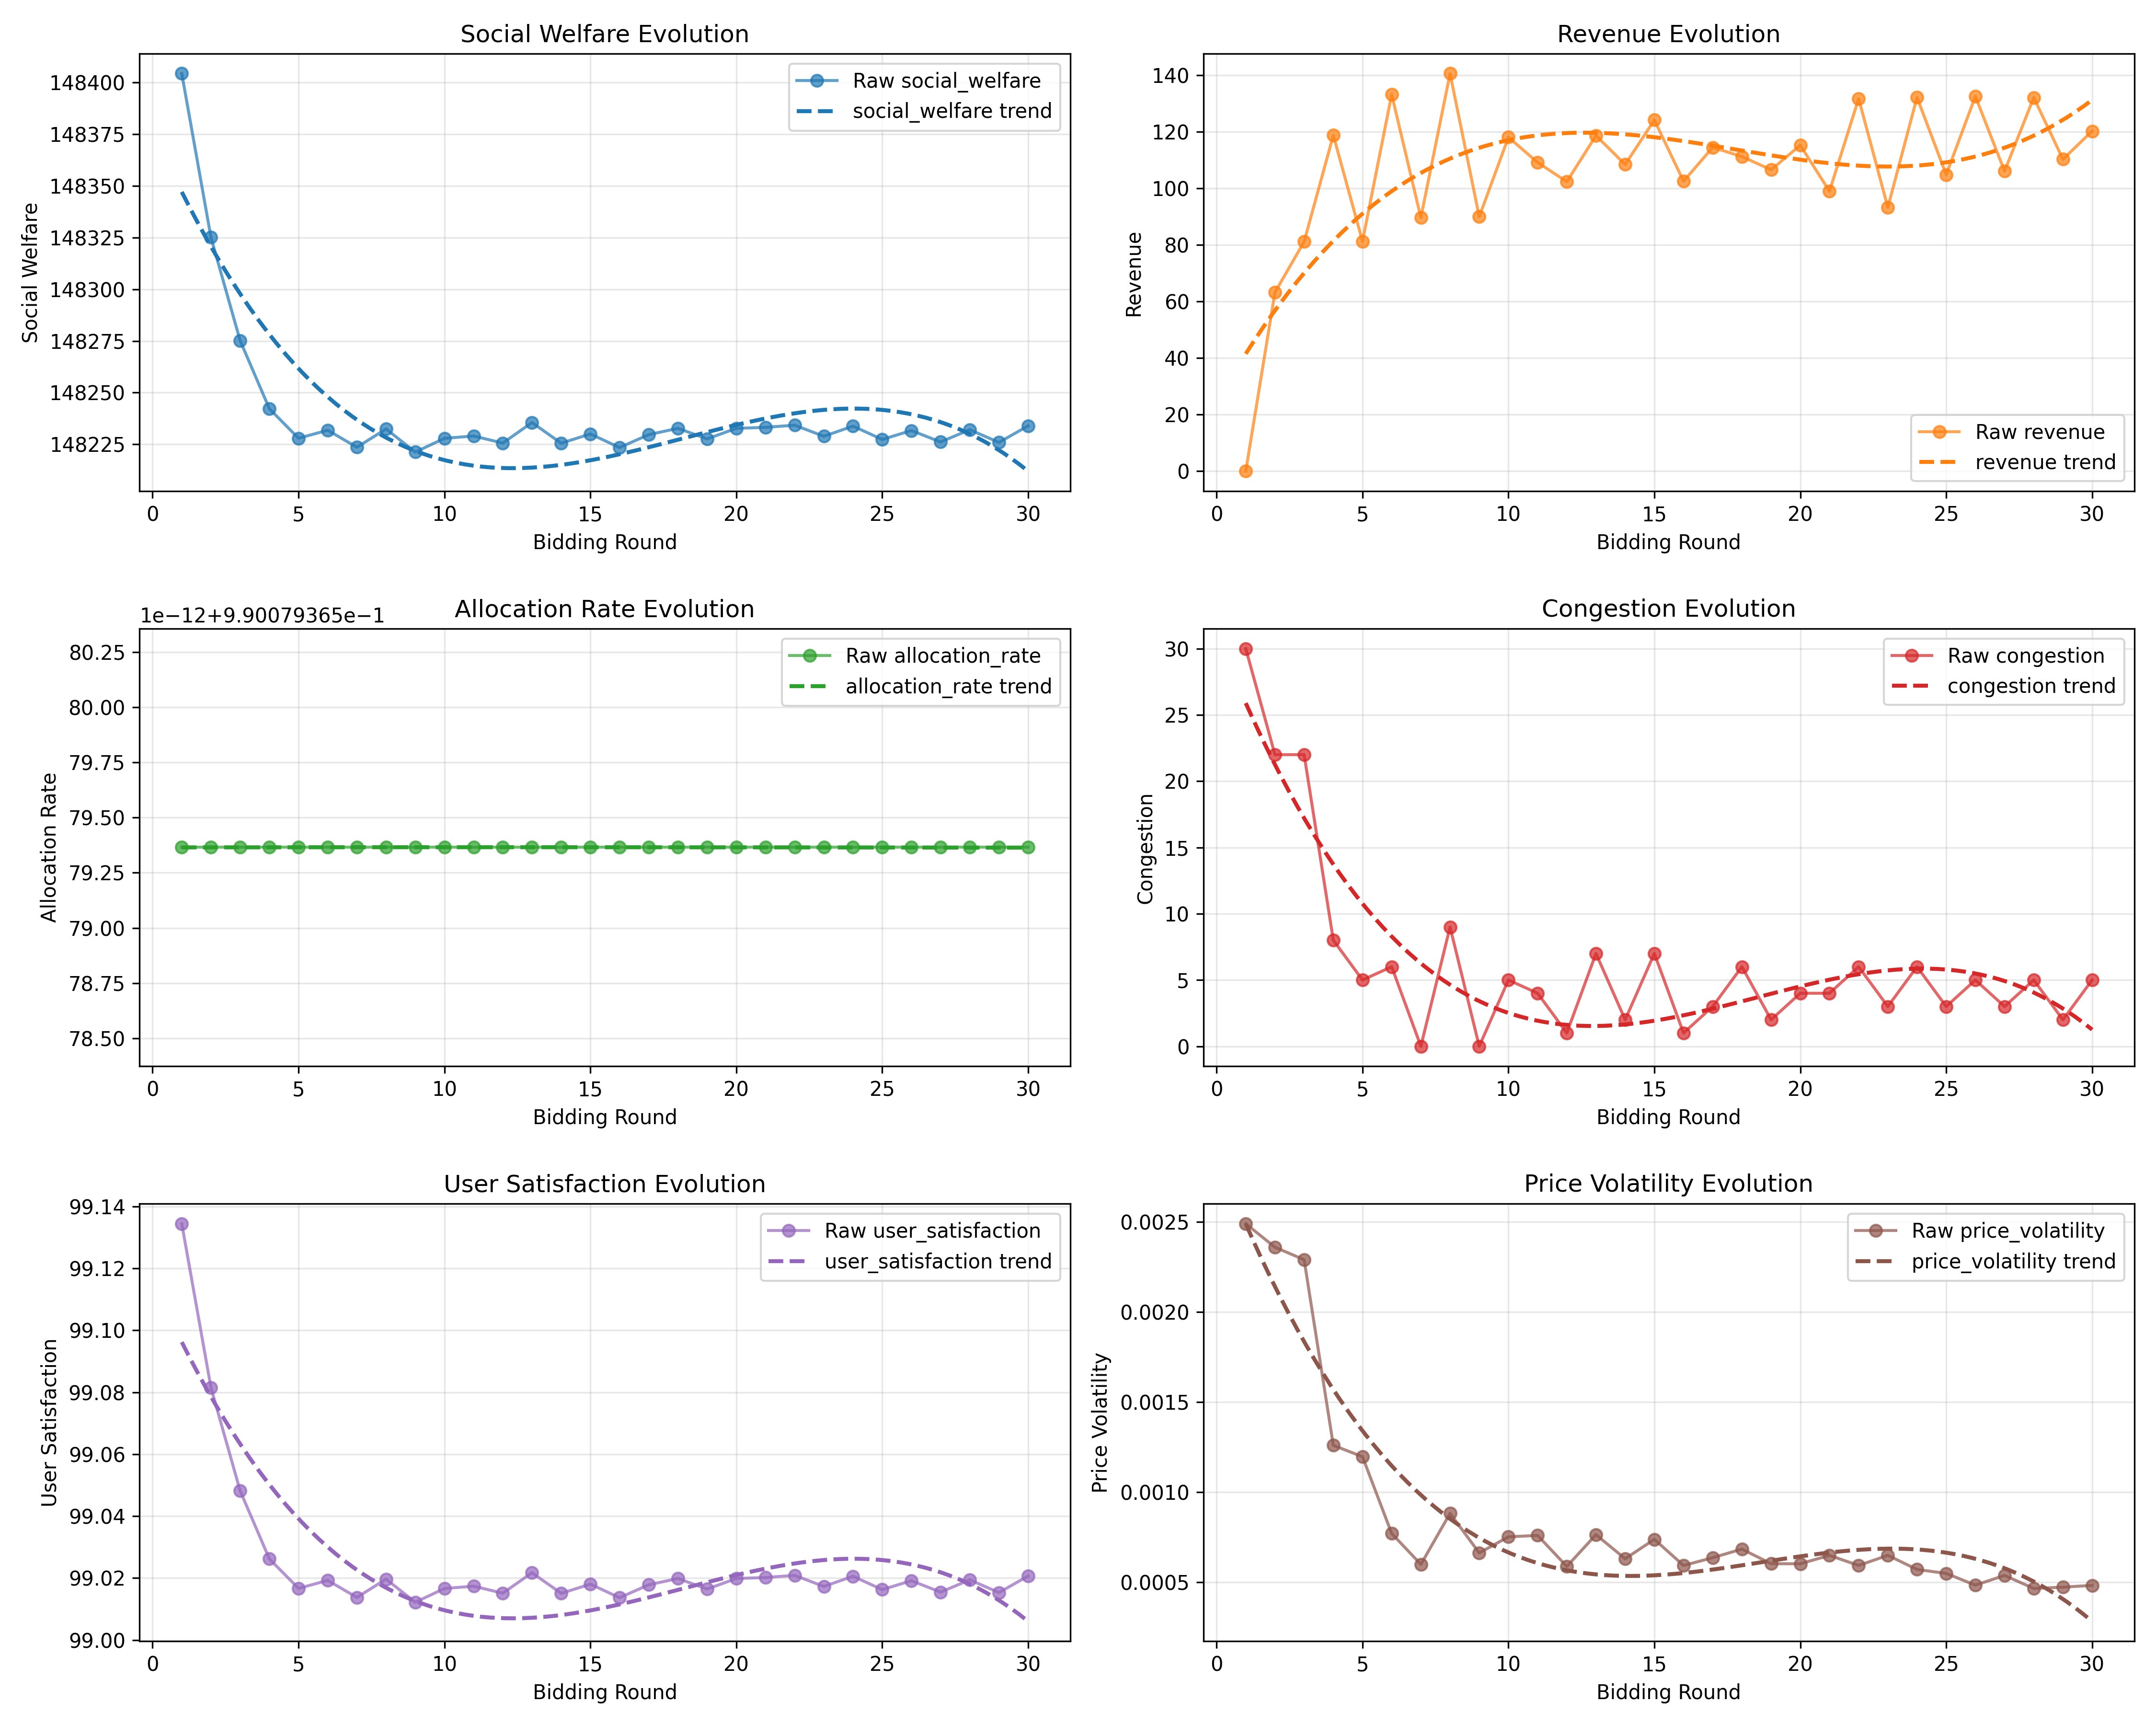 Social Welfare Evolution
Social Welfare
148400
148375
148350
148325
148300
148275
148250
148225
Raw social_welfare
social_welfare trend
0 5 10 15 20 25 30
Bidding Round
Revenue Evolution
Revenue
140
120
100
80
60
40
20
0
Raw revenue
revenue trend
0 5 10 15 20 25 30
Bidding Round
Allocation Rate Evolution
1e−12+9.90079365e−1
Allocation Rate
80.25
80.00
79.75
79.50
79.25
79.00
78.75
78.50
Raw allocation_rate
allocation_rate trend
0 5 10 15 20 25 30
Bidding Round
Congestion Evolution
Congestion
30
25
20
15
10
5
0
Raw congestion
congestion trend
0 5 10 15 20 25 30
Bidding Round
User Satisfaction Evolution
User Satisfaction
99.14
99.12
99.10
99.08
99.06
99.04
99.02
99.00
Raw user_satisfaction
user_satisfaction trend
0 5 10 15 20 25 30
Bidding Round
Price Volatility Evolution
Price Volatility
0.0025
0.0020
0.0015
0.0010
0.0005
Raw price_volatility
price_volatility trend
0 5 10 15 20 25 30
Bidding Round